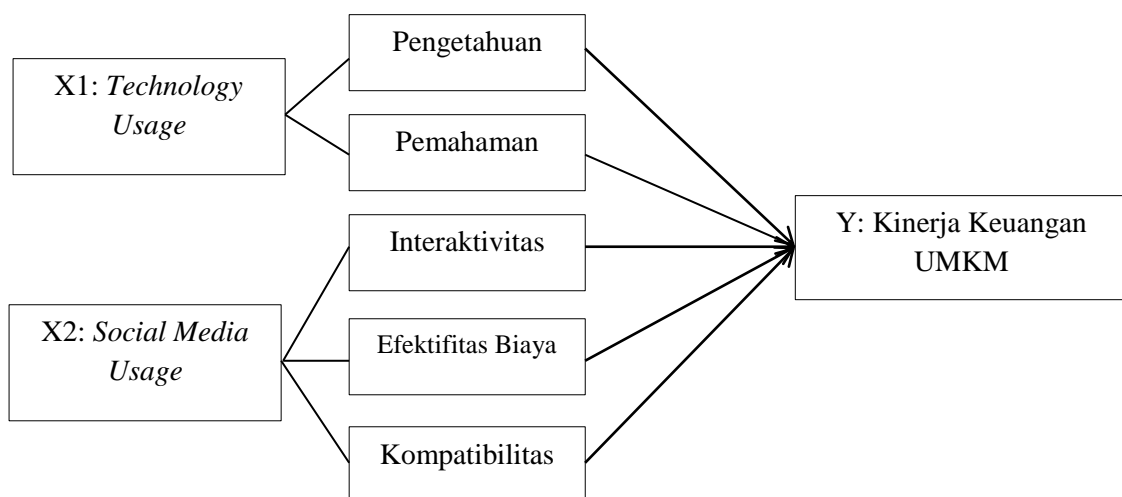 X1: Technology
Usage
Pengetahuan
Pemahaman
X2: Social Media
Usage
Interaktivitas
Efektifitas Biaya
Kompatibilitas
Y: Kinerja Keuangan
UMKM